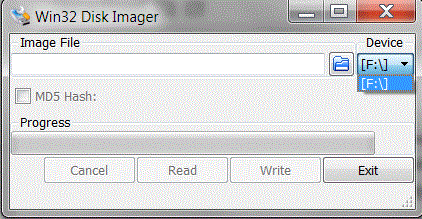 Win32 Disk Imager
Image File
Device
[F:\]
[F:\]
MD5 Hash:
Progress
Cancel
Read
Write
Exit